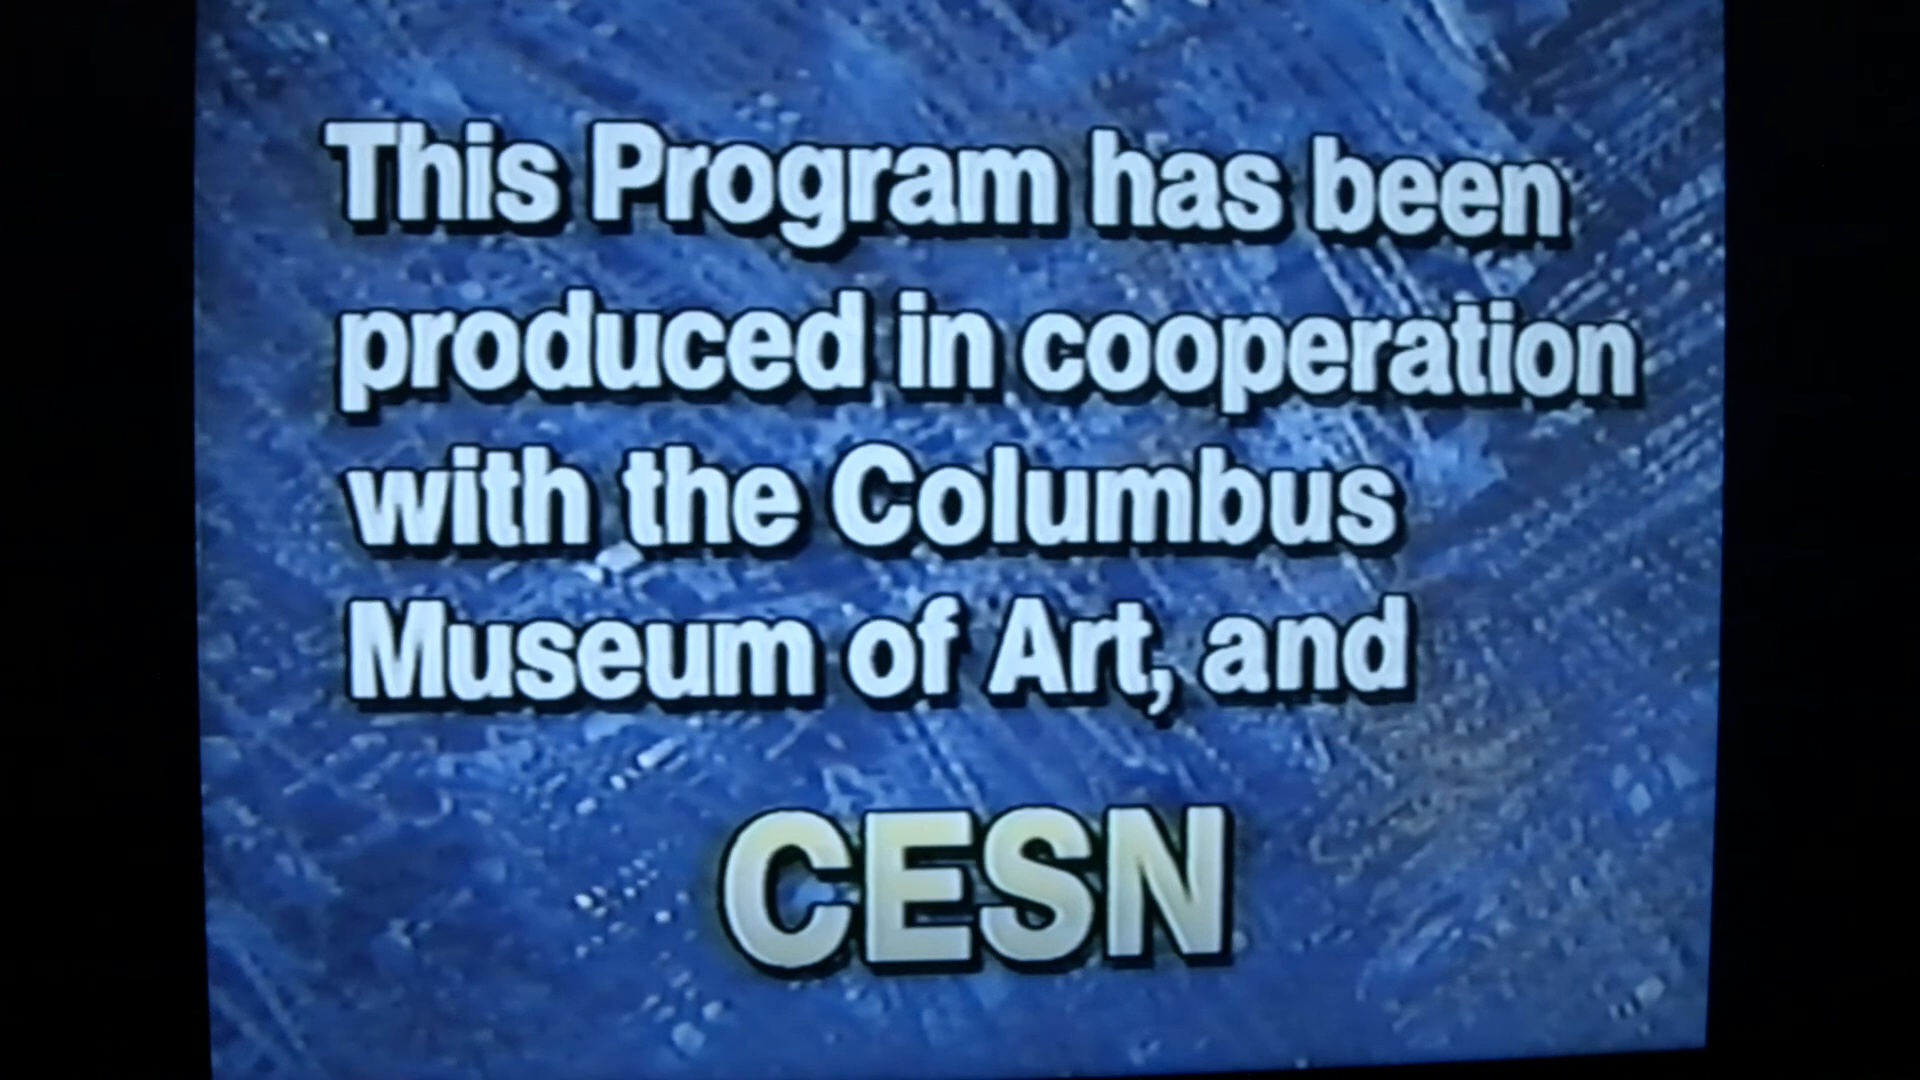 This Program has been
produced in cooperation
with the Columbus
Museum of Art, and
CESN